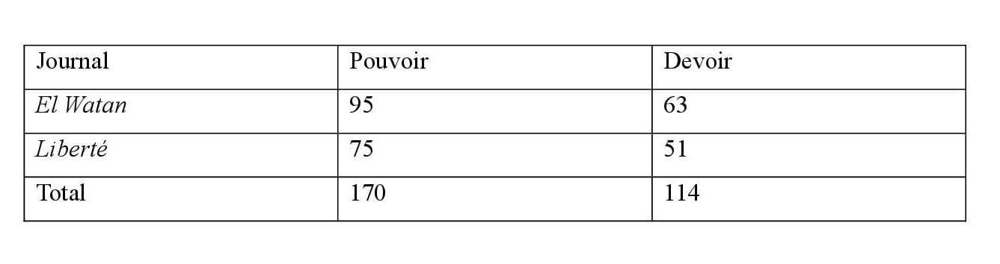 Journal Pouvoir Devoir
El Watan 95 63
Liberté 75 51
Total 170 114